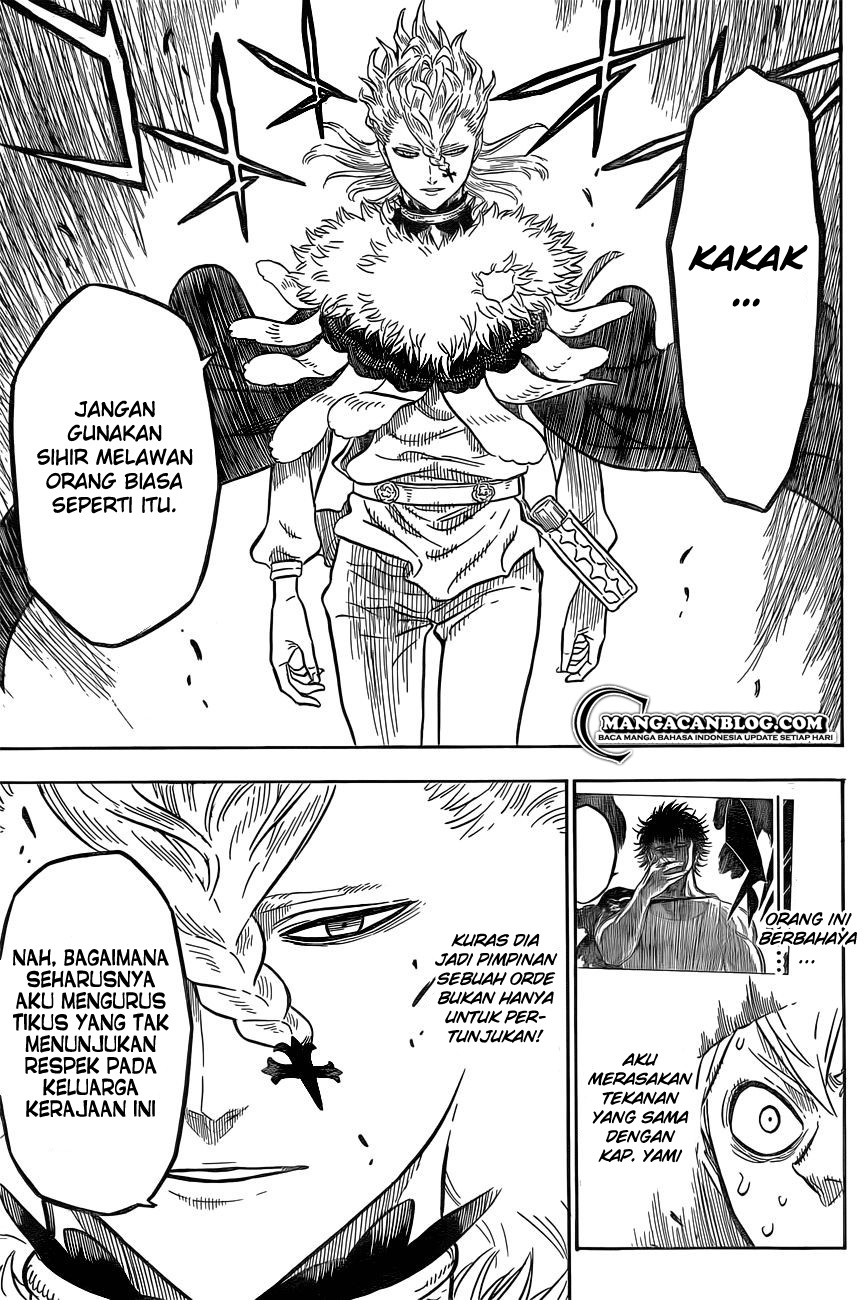 KAKAK
...
JANGAN
GUNAKAN
SIHIR MELAWAN
ORANG BIASA
SEPERTI ITU.
MANGACANBLOG.COM
BACA MANGA BAHASA INDONESIA UPDATE SETIAP HARI
ORANG INI
BERBAHAYA
...
AKU
MERASAKAN
TEKANAN
YANG SAMA
DENGAN
KAP. YAMI
KURAS DIA
JADI PIMPINAN
SEBUAH ORDE
BUKAN HANYA
UNTUK PER-
TUNJUKAN!
NAH, BAGAIMANA
SEHARUSNYA
AKU MENGURUS
TIKUS YANG TAK
MENUNJUKAN
RESPEK PADA
KELUARGA
KERAJAAN INI